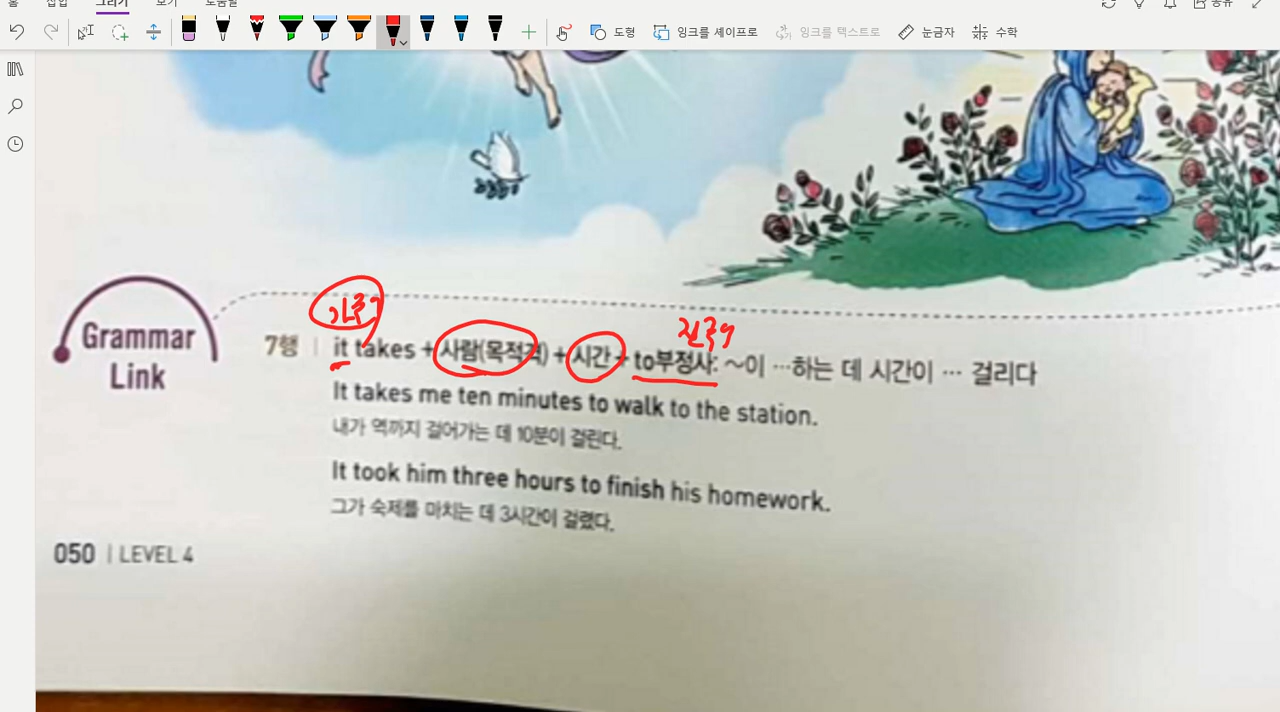 홈 삽입 그리기 보기 도움말
공유
도형 잉크를 셰이프로 잉크를 텍스트로 눈금자 수학
가주어
진주어
Grammar
Link
7행 | it takes + 사람(목적격) + 시간 + to부정사: ~이 …하는 데 시간이 … 걸리다
It takes me ten minutes to walk to the station.
내가 역까지 걸어가는 데 10분이 걸린다.
It took him three hours to finish his homework.
그가 숙제를 마치는 데 3시간이 걸렸다.
050 | LEVEL 4